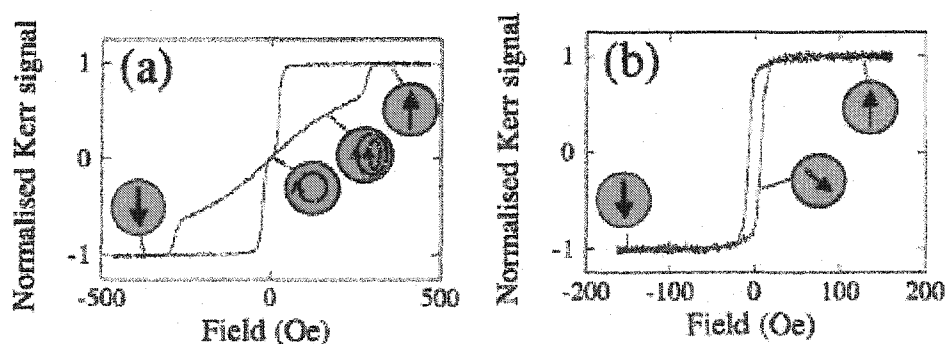 (a)
Normalised Kerr signal
1
0
-1
-500
0
500
Field (Oe)
(b)
Normalised Kerr signal
1
0
-1
-200
-100
0
100
200
Field (Oe)